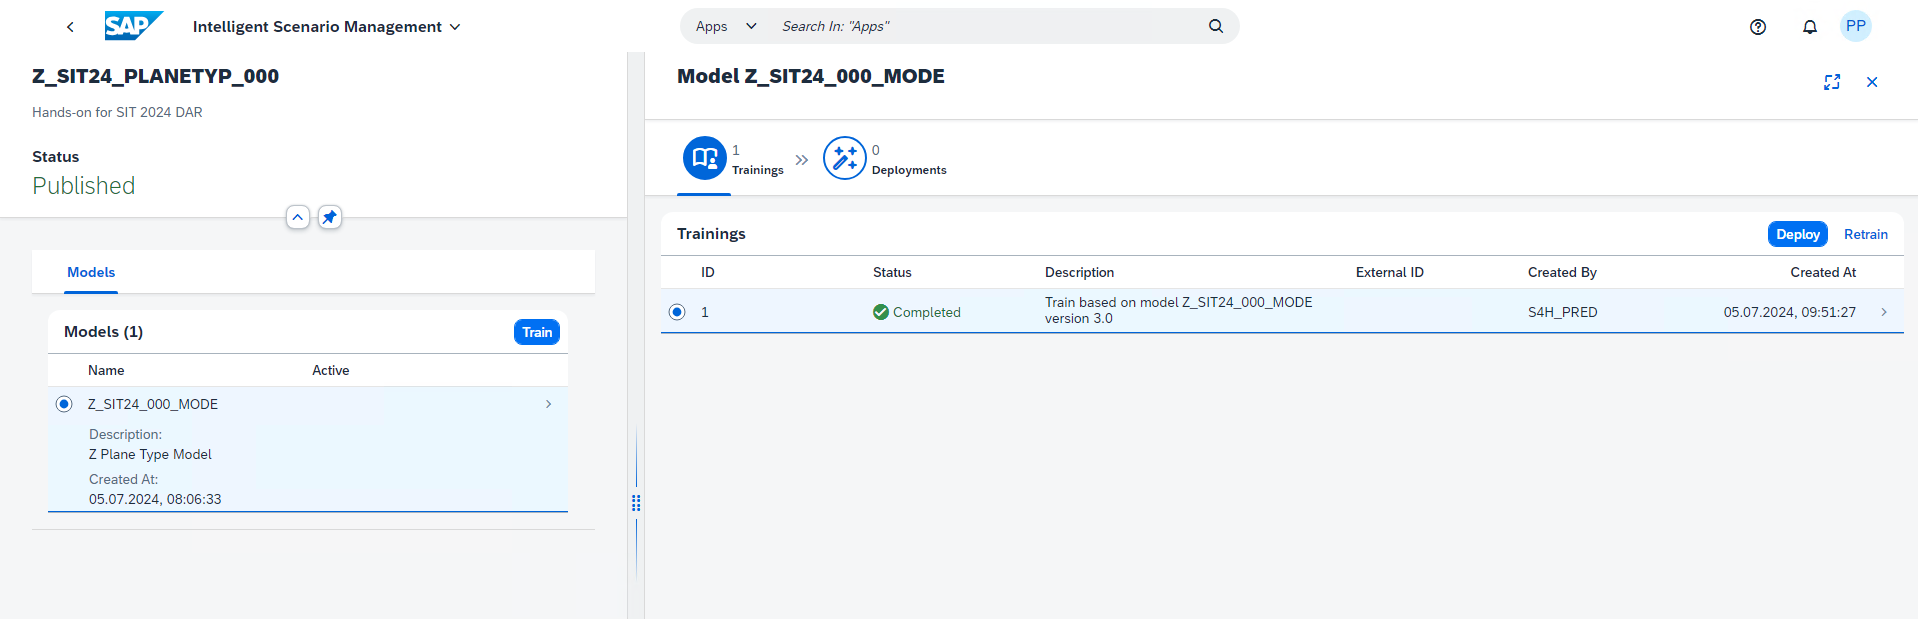 SAP
Intelligent Scenario Management
Apps
Search In: "Apps"
PP
Z_SIT24_PLANETYP_000
Hands-on for SIT 2024 DAR
Status
Published
Models
Models (1)
Train
Name Active
Z_SIT24_000_MODE
Description:
Z Plane Type Model
Created At:
05.07.2024, 08:06:33
Model Z_SIT24_000_MODE
1
Trainings
0
Deployments
Trainings
Deploy Retrain
ID Status Description External ID Created By Created At
1 Completed Train based on model Z_SIT24_000_MODE
version 3.0 S4H_PRED 05.07.2024, 09:51:27